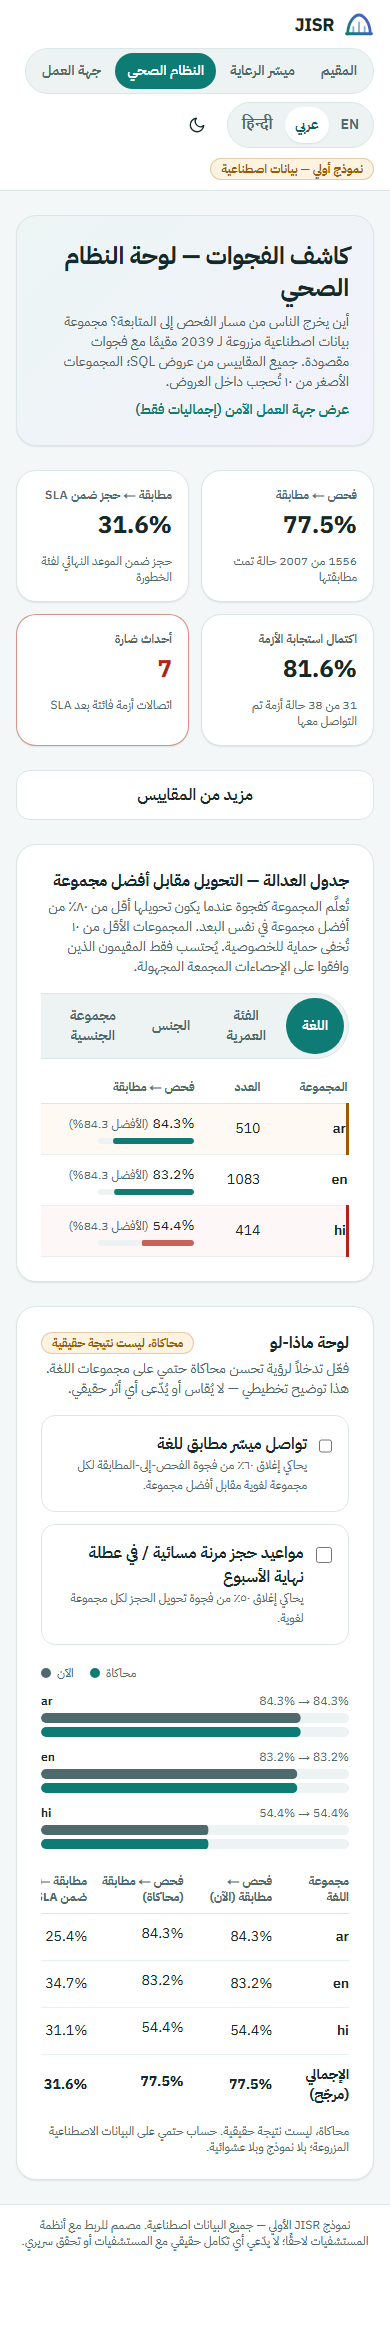 JISR
المقيم
ميسّر الرعاية
النظام الصحي
جهة العمل
EN
عربي
हिन्दी
نموذج أولي — بيانات اصطناعية
كاشف الفجوات — لوحة النظام
الصحي
أين يخرج الناس من مسار الفحص إلى المتابعة؟ مجموعة
بيانات اصطناعية مزروعة لـ 2039 مقيمًا مع فجوات
مقصودة. جميع المقاييس من عروض SQL؛ المجموعات
الأصغر من ١٠ تُحجب داخل العروض.
عرض جهة العمل الآمن (إجماليات فقط)
فحص ← مطابقة
77.5%
1556 من 2007 حالة تمت
مطابقتها
مطابقة ← حجز ضمن SLA
31.6%
حجز ضمن الموعد النهائي لفئة
الخطورة
اكتمال استجابة الأزمة
81.6%
31 من 38 حالة أزمة تم
التواصل معها
أحداث ضارة
7
اتصالات أزمة فائتة بعد SLA
مزيد من المقاييس
جدول العدالة — التحويل مقابل أفضل مجموعة
تُعلَّم المجموعة كفجوة عندما يكون تحويلها أقل من ٨٠٪ من
أفضل مجموعة في نفس البعد. المجموعات الأقل من ١٠
تُخفى حماية للخصوصية. يُحتسب فقط المقيمون الذين
وافقوا على الإحصاءات المجمعة المجهولة.
اللغة
الفئة
العمرية
الجنس
مجموعة
الجنسية
المجموعة العدد فحص ← مطابقة
ar 510 84.3% (الأفضل 84.3%)
en 1083 83.2% (الأفضل 84.3%)
hi 414 54.4% (الأفضل 84.3%)
لوحة ماذا-لو
محاكاة، ليست نتيجة حقيقية
فعّل تدخلاً لرؤية تحسن محاكاة حتمي على مجموعات اللغة.
هذا توضيح تخطيطي — لا يُقاس أو يُدّعى أي أثر حقيقي.
تواصل ميسّر مطابق للغة
يحاكي إغلاق ٦٠٪ من فجوة الفحص-إلى-المطابقة لكل
مجموعة لغوية مقابل أفضل مجموعة.
مواعيد حجز مرنة مسائية / في عطلة
نهاية الأسبوع
يحاكي إغلاق ٥٠٪ من فجوة تحويل الحجز لكل مجموعة
لغوية.
محاكاة
الآن
84.3% → 84.3% ar
83.2% → 83.2% en
54.4% → 54.4% hi
مجموعة
اللغة
فحص ←
مطابقة (الآن)
فحص ← مطابقة
(محاكاة)
مطابقة ←
ضمن
ar 84.3% 84.3% 25.4%
en 83.2% 83.2% 34.7%
hi 54.4% 54.4% 31.1%
الإجمالي
(مرجّح)
77.5% 77.5% 31.6%
محاكاة، ليست نتيجة حقيقية. حساب حتمي على البيانات الاصطناعية
المزروعة؛ بلا نموذج وبلا عشوائية.
نموذج JISR الأولي — جميع البيانات اصطناعية. مصمم للربط مع أنظمة
المستشفيات لاحقًا؛ لا يدّعي أي تكامل حقيقي مع المستشفيات أو تحقق سريري.